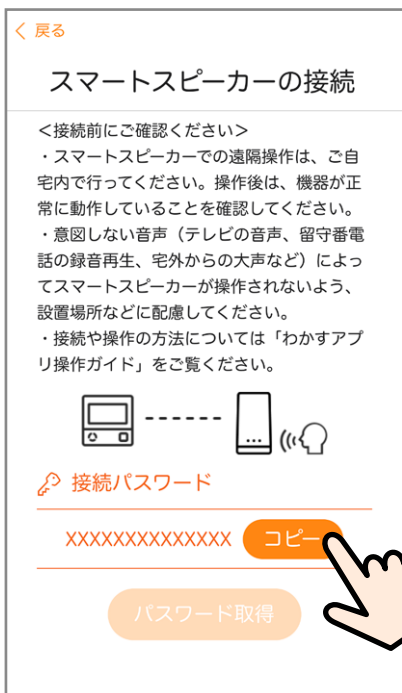 戻る
スマートスピーカーの接続
＜接続前にご確認ください＞
・スマートスピーカーでの遠隔操作は、ご自
宅内で行ってください。操作後は、機器が正
常に動作していることを確認してください。
・意図しない音声（テレビの音声、留守番電
話の録音再生、宅外からの大声など）によっ
てスマートスピーカーが操作されないよう、
設置場所などに配慮してください。
・接続や操作の方法については「わかすアプ
リ操作ガイド」をご覧ください。
接続パスワード
XXXXXXXXXXXXXX コピー
パスワード取得